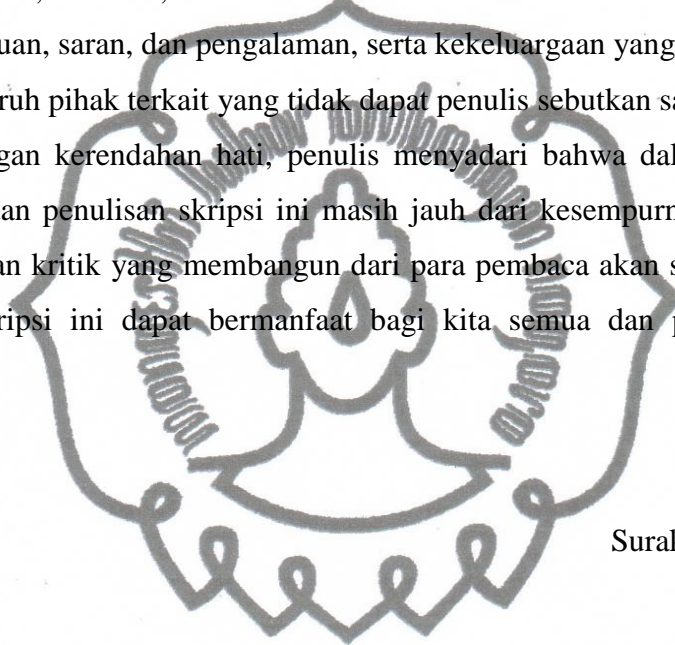 uan, saran, dan pengalaman, serta kekeluargaan yang
ruh pihak terkait yang tidak dapat penulis sebutkan sa
gan kerendahan hati, penulis menyadari bahwa dal
dan penulisan skripsi ini masih jauh dari kesempurn
an kritik yang membangun dari para pembaca akan s
ripsi ini dapat bermanfaat bagi kita semua dan p
Surak